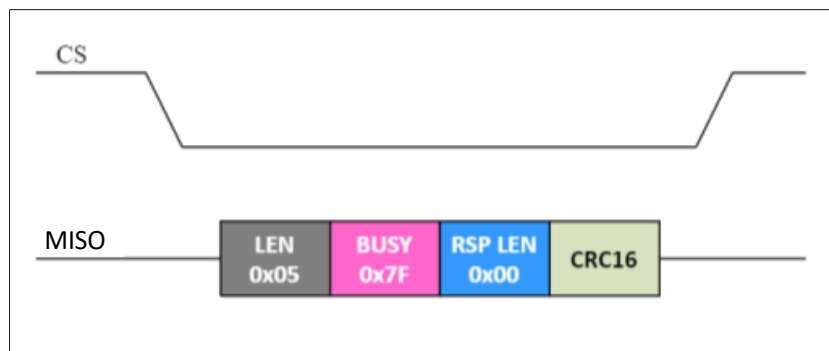 CS
MISO
LEN
0x05
BUSY
0x7F
RSP LEN
0x00
CRC16